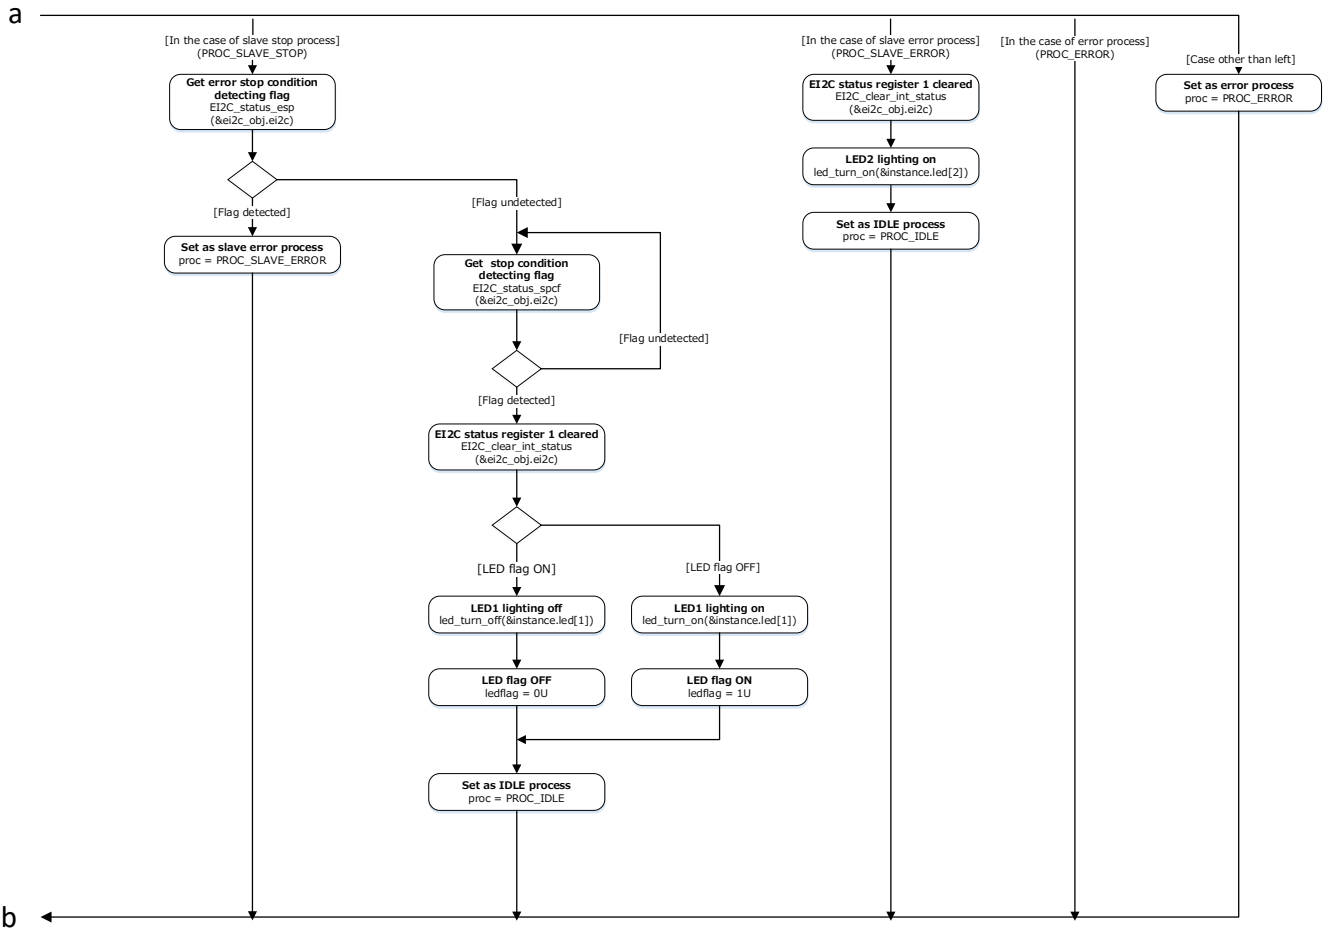 a
[In the case of slave stop process]
(PROC_SLAVE_STOP)
Get error stop condition
detecting flag
EI2C_status_esp
(&ei2c_obj.ei2c)
[Flag detected]
Set as slave error process
proc = PROC_SLAVE_ERROR
[Flag undetected]
Get  stop condition
detecting flag
EI2C_status_spcf
(&ei2c_obj.ei2c)
[Flag undetected]
[Flag detected]
EI2C status register 1 cleared
EI2C_clear_int_status
(&ei2c_obj.ei2c)
[LED flag ON]
LED1 lighting off
led_turn_off(&instance.led[1])
LED flag OFF
ledflag = 0U
[LED flag OFF]
LED1 lighting on
led_turn_on(&instance.led[1])
LED flag ON
ledflag = 1U
Set as IDLE process
proc = PROC_IDLE
[In the case of slave error process]
(PROC_SLAVE_ERROR)
EI2C status register 1 cleared
EI2C_clear_int_status
(&ei2c_obj.ei2c)
LED2 lighting on
led_turn_on(&instance.led[2])
Set as IDLE process
proc = PROC_IDLE
[In the case of error process]
(PROC_ERROR)
[Case other than left]
Set as error process
proc = PROC_ERROR
b